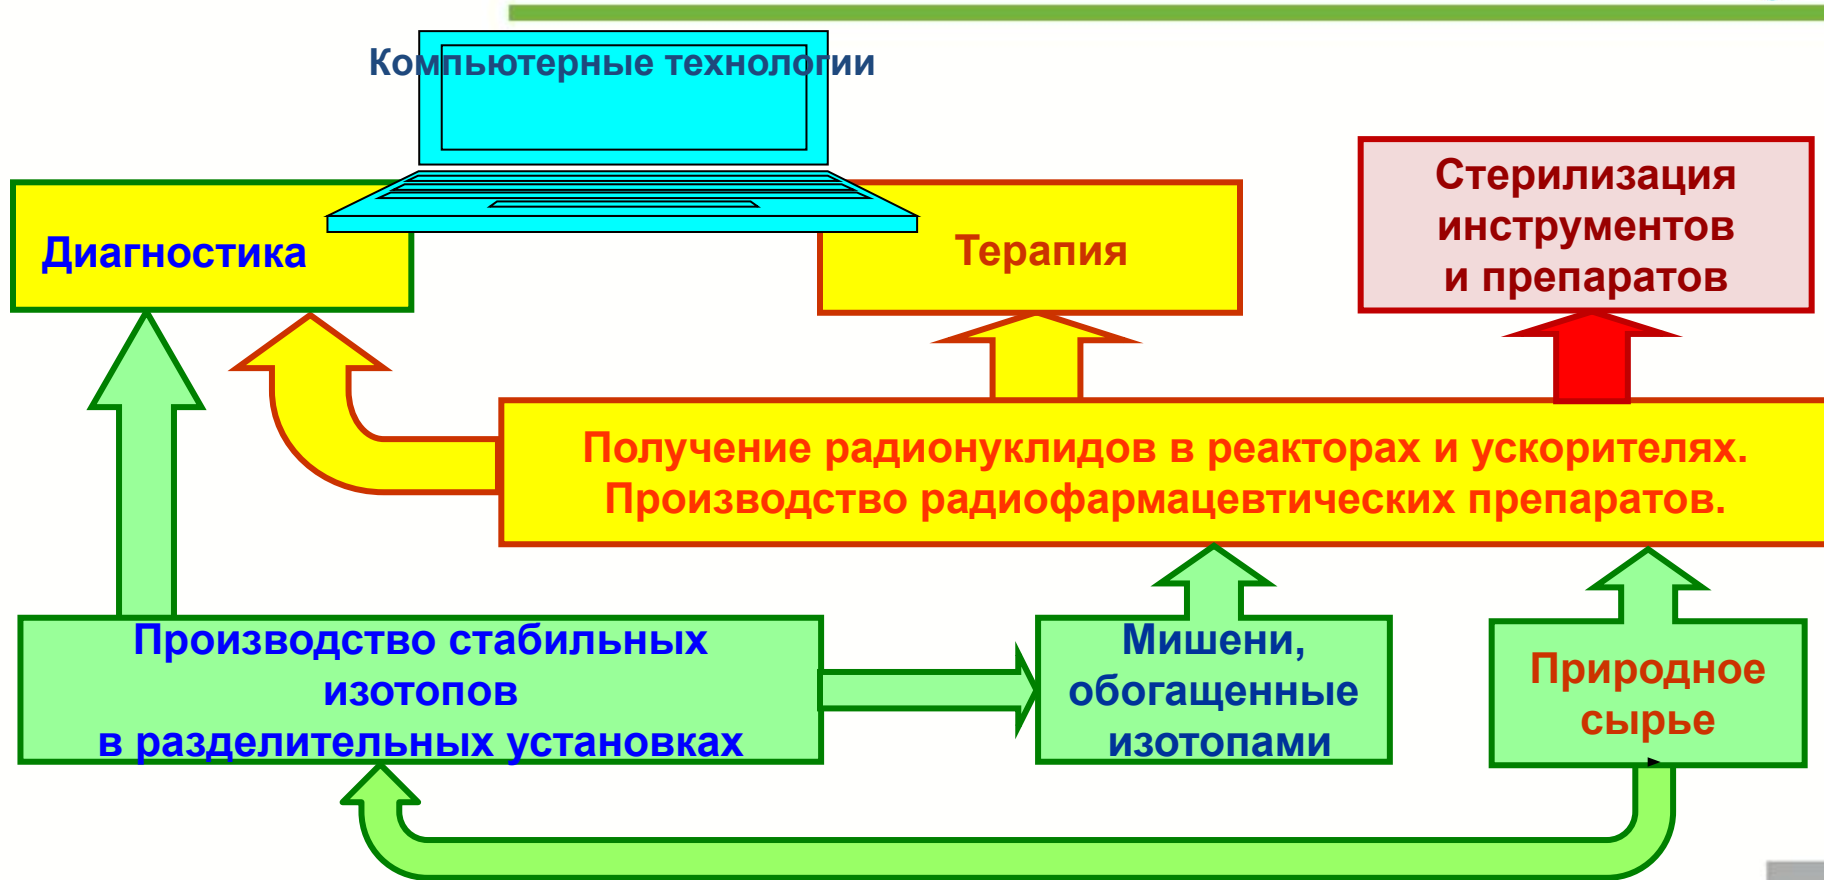 Компьютерные технологии
Диагностика
Терапия
Стерилизация
инструментов
и препаратов
Получение радионуклидов в реакторах и ускорителях.
Производство радиофармацевтических препаратов.
Производство стабильных
изотопов
в разделительных установках
Мишени,
обогащенные
изотопами
Природное
сырье